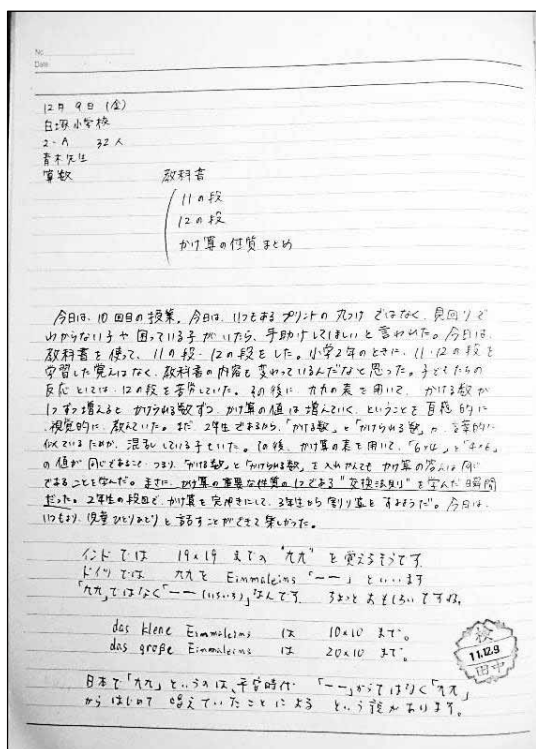 No.
Date
12月 9日 (金)
白塚小学校
2-A 32人
青木先生
算数 教科書
11の段
12の段
かけ算の性質まとめ
今日は、10回目の授業。今日は、いつもあるプリントの丸つけではなく、見回りで
わからない子や困っている子がいたら、手助けしてほしいと言われた。今日は、
教科書を使って、11の段・12の段をした。小学2年のときに、11・12の段を
学習した覚えはなく、教科書の内容も変わっているんだなと思った。子どもたちの
反応としては、12の段を苦労していた。その後に、九九の表を用いて、かける数が
1つずつ増えると かけられる数ずつ、かけ算の値は増えていく、ということを直感的に
視覚的に、教えていた。まだ 2年生であるから、「かける数」と「かけられる数」が、言葉的に
似ているためか、混乱している子もいた。その後、かけ算の表を用いて、「6×4」と「4×6」
の値が同じであること、つまり、「かける数」と「かけられる数」を入れかえても かけ算の答えは同じ
であることを学んだ。まさに、かけ算の重要な性質の1つである"交換法則"を学んだ瞬間
だった。2年生の段階で、かけ算を完ぺきにして、3年生から割り算をするようだ。今日は、
いつもより、児童ひとりひとりと話すことができて楽しかった。
インドでは 19×19 までの "九九" を覚えるそうです
ドイツでは 九九を Einmaleins 「一一」といいます
「九九」ではなく「一一(いちいち)」なんです ちょっとおもしろいですね。
das kleine Einmaleins は 10×10 まで。
das große Einmaleins は 20×10 まで。
日本で「九九」というのは、平安時代 「一一」からではなく「九九」
からはじめて 唱えていたことによる という説があります。
11.12.9
田中